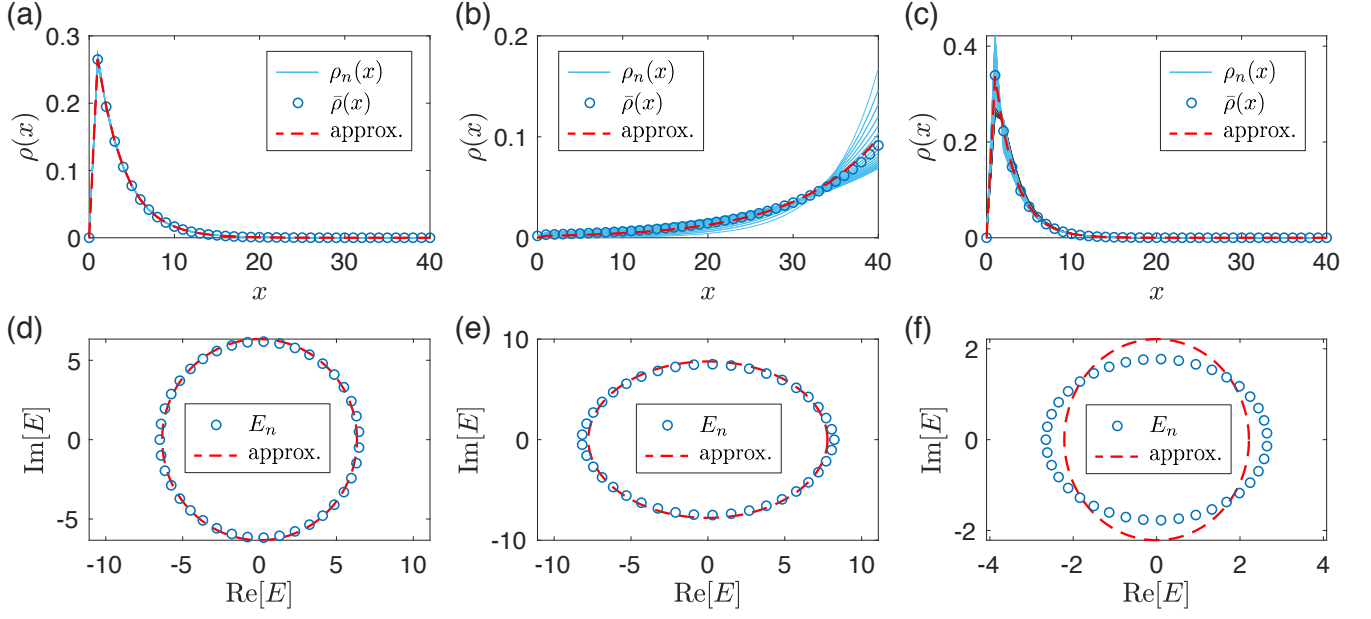 (a)
0.3
0.2
0.1
0
ρ(x)
ρₙ(x)
ρ̄(x)
approx.
0 10 20 30 40
x
(b)
0.2
0.1
0
ρ(x)
ρₙ(x)
ρ̄(x)
approx.
0 10 20 30 40
x
(c)
0.4
0.2
0
ρ(x)
ρₙ(x)
ρ̄(x)
approx.
0 10 20 30 40
x
(d)
5
0
-5
Im[E]
Eₙ
approx.
-10 -5 0 5 10
Re[E]
(e)
10
0
-10
Im[E]
Eₙ
approx.
-10 -5 0 5 10
Re[E]
(f)
2
0
-2
Im[E]
Eₙ
approx.
-4 -2 0 2 4
Re[E]